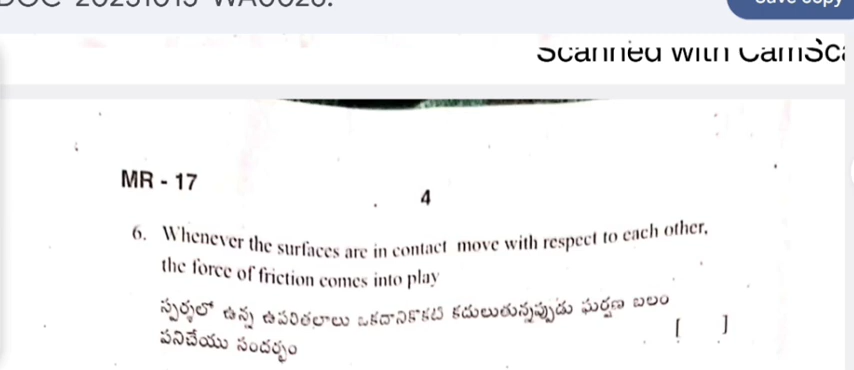 Scanned with CamSc
MR - 17
4
6. Whenever the surfaces are in contact move with respect to each other,
the force of friction comes into play
స్పర్శలో ఉన్న ఉపరితలాలు ఒకదానికొకటి కదులుతున్నప్పుడు ఘర్షణ బలం
పనిచేయు సందర్భం
[ ]